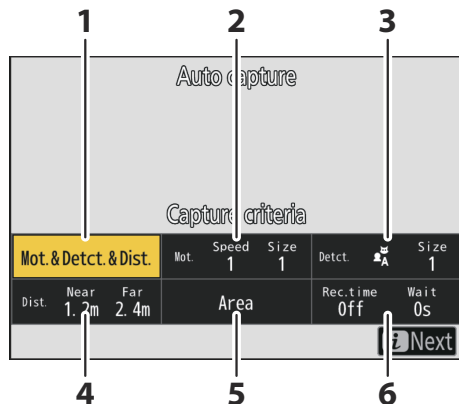 1 2 3
Auto capture
Capture criteria
Mot.&Detct.&Dist.
Mot. Speed 1 Size 1
Detct. A Size 1
Dist. Near 1.2m Far 2.4m
Area
Rec.time Off Wait 0s
i Next
4 5 6